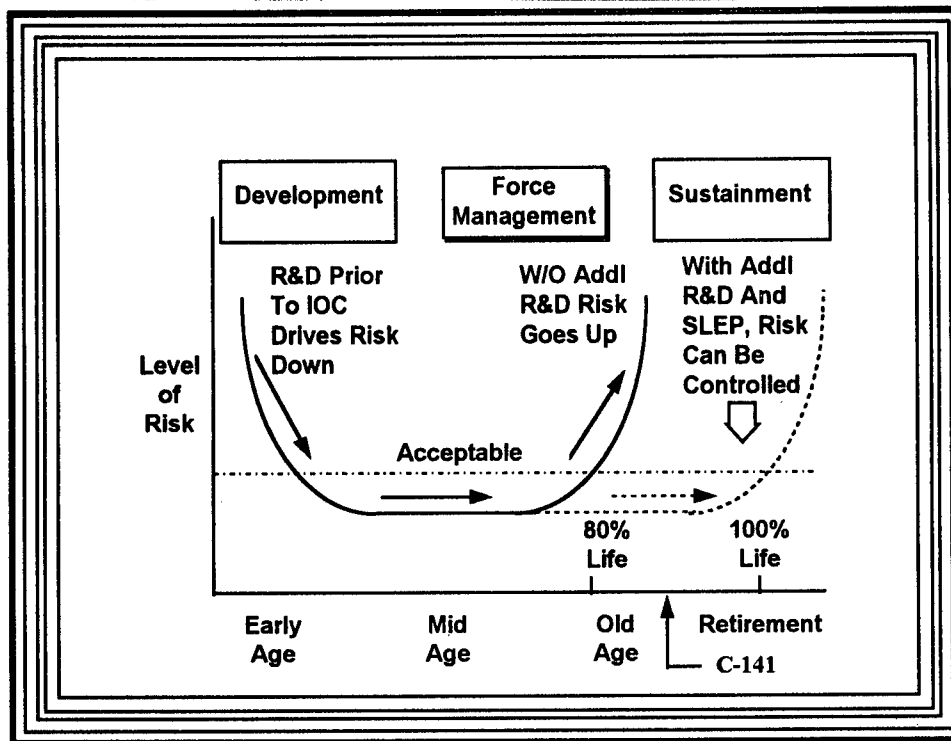 Development
Force
Management
Sustainment
R&D Prior
To IOC
Drives Risk
Down
W/O Addl
R&D Risk
Goes Up
With Addl
R&D And
SLEP, Risk
Can Be
Controlled
Level
of
Risk
Acceptable
80%
Life
100%
Life
Early
Age
Mid
Age
Old
Age
Retirement
C-141